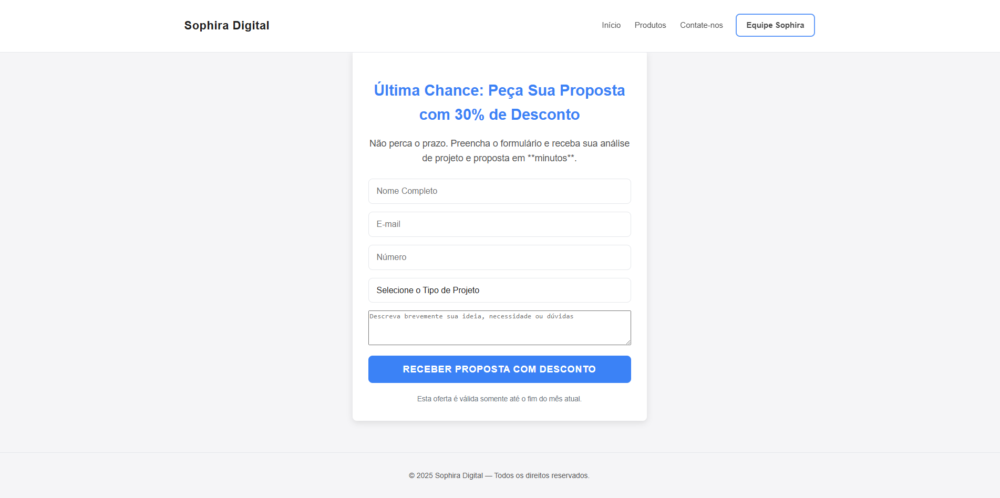 Sophira Digital
Início
Produtos
Contate-nos
Equipe Sophira
Última Chance: Peça Sua Proposta
com 30% de Desconto
Não perca o prazo. Preencha o formulário e receba sua análise
de projeto e proposta em **minutos**.
Nome Completo
E-mail
Número
Selecione o Tipo de Projeto
Descreva brevemente sua ideia, necessidade ou dúvidas
RECEBER PROPOSTA COM DESCONTO
Esta oferta é válida somente até o fim do mês atual.
© 2025 Sophira Digital — Todos os direitos reservados.